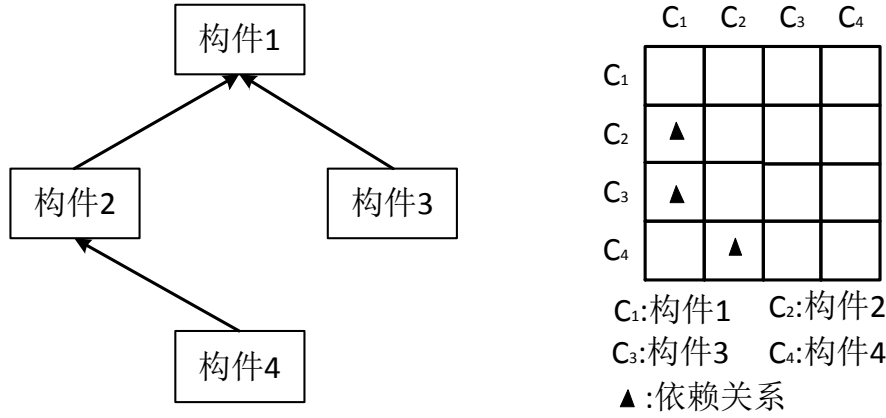 构件1
构件2
构件3
构件4
C₁ C₂ C₃ C₄
C₁
C₂
C₃
C₄
C₁:构件1 C₂:构件2
C₃:构件3 C₄:构件4
▲:依赖关系